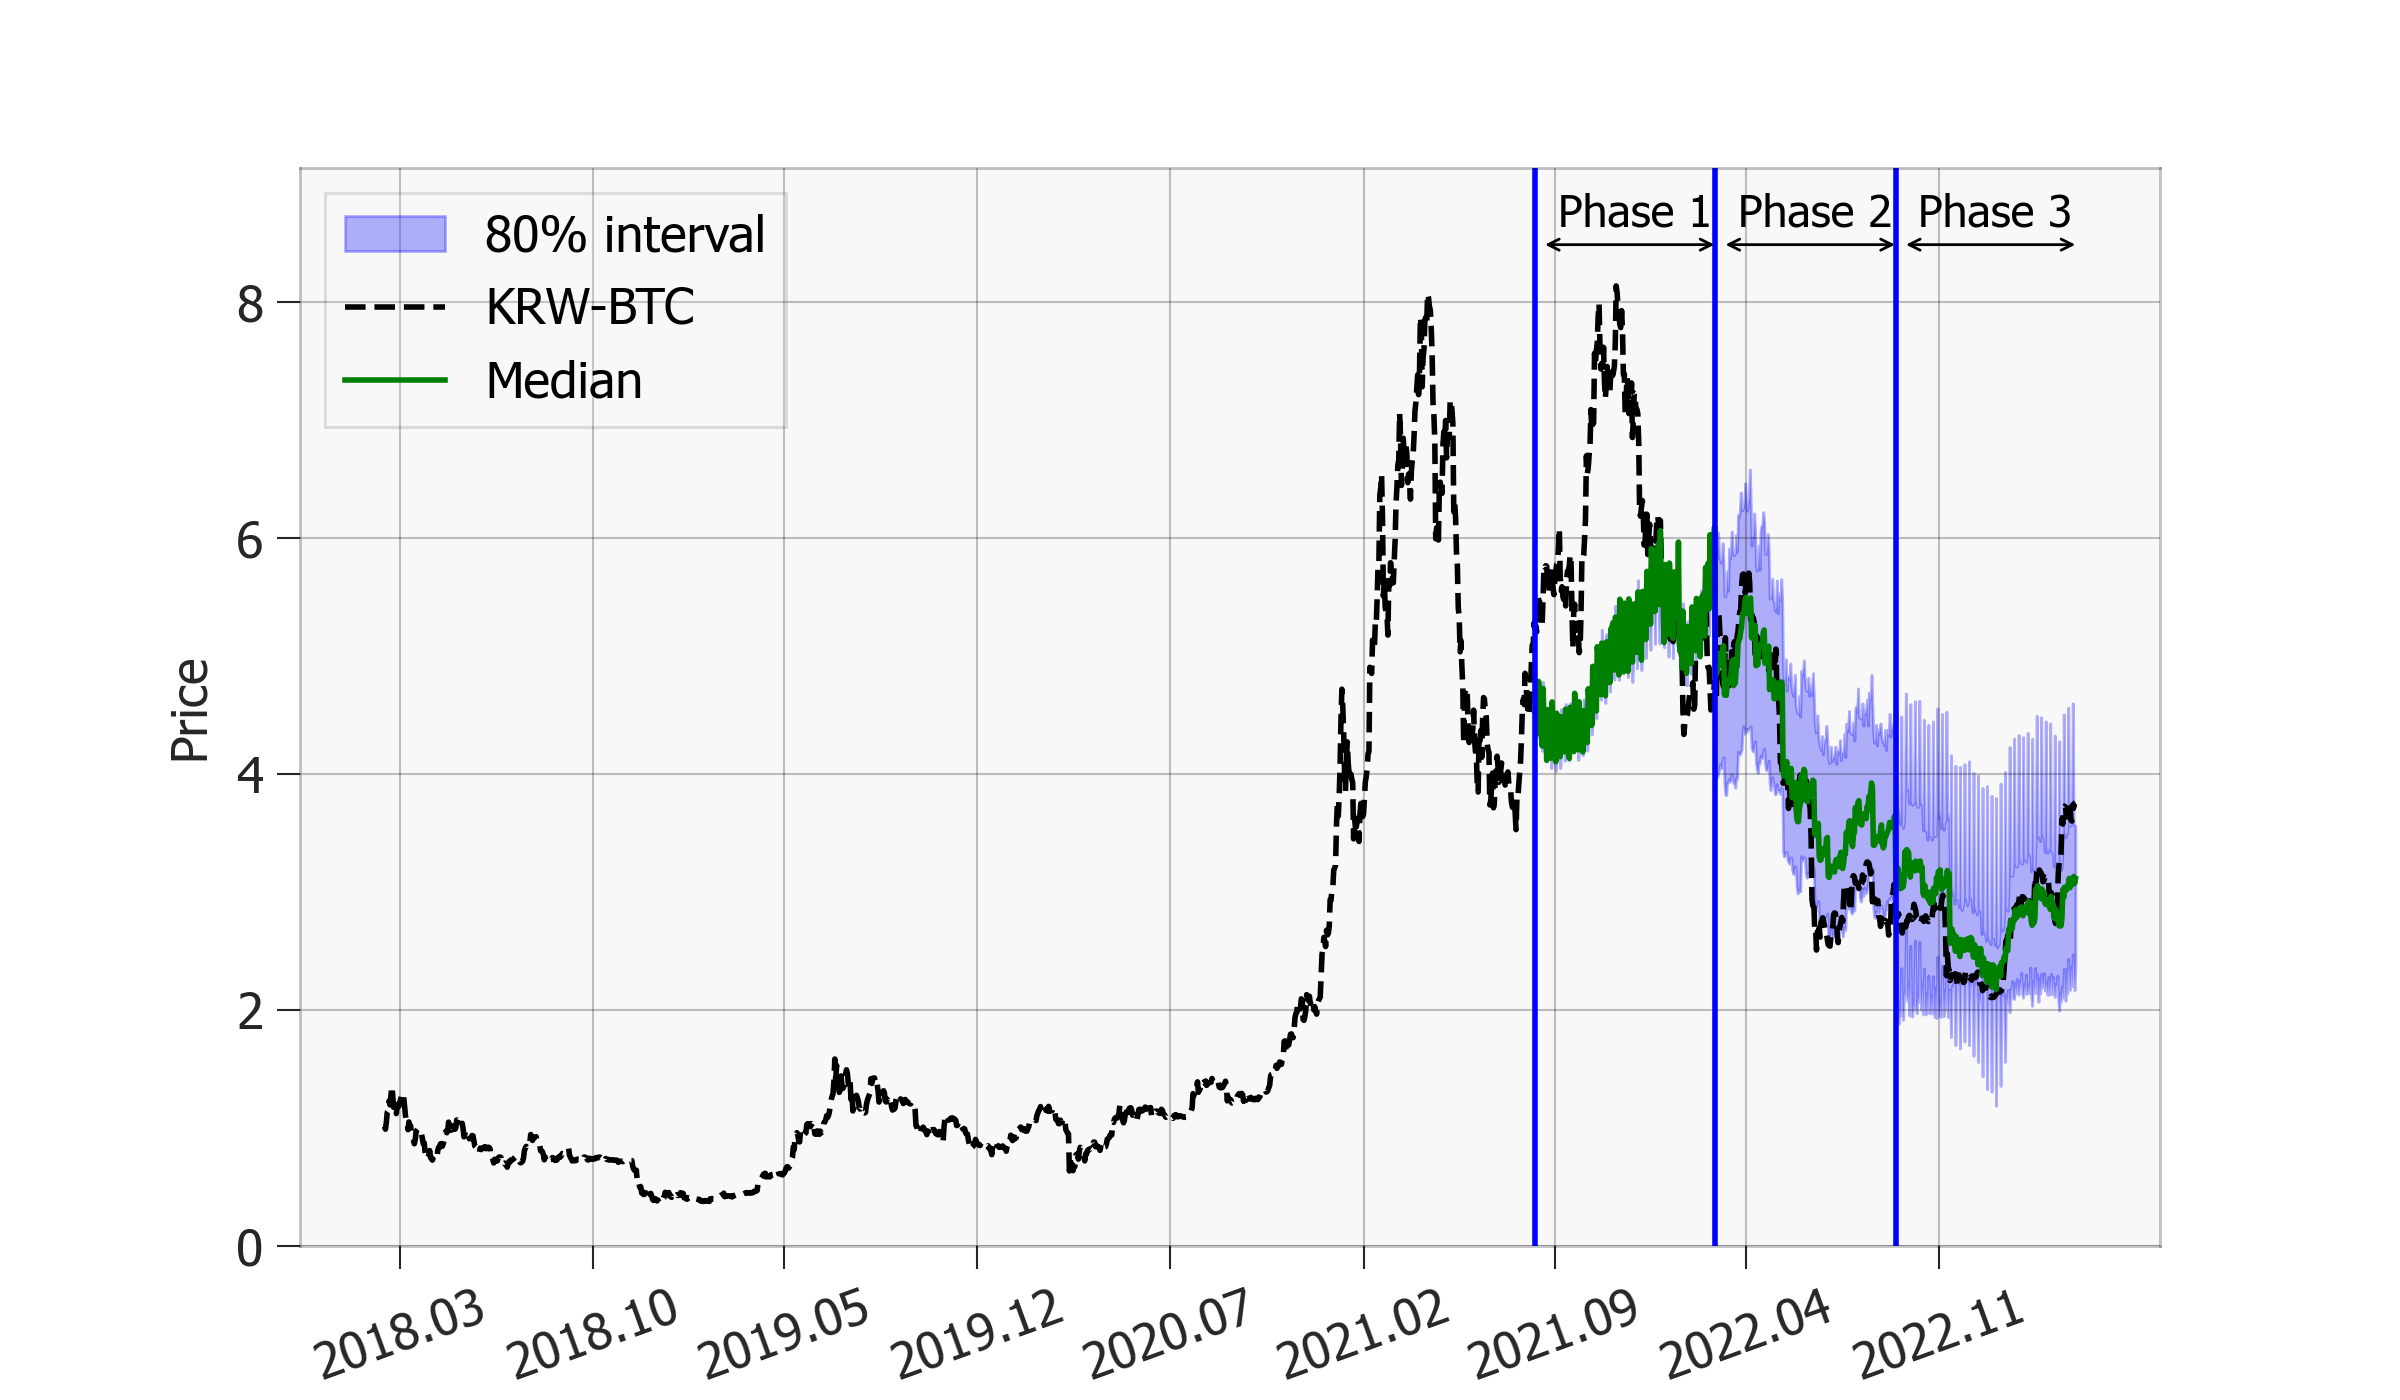 80% interval
KRW-BTC
Median
Phase 1
Phase 2
Phase 3
Price
8
6
4
2
0
2018.03
2018.10
2019.05
2019.12
2020.07
2021.02
2021.09
2022.04
2022.11